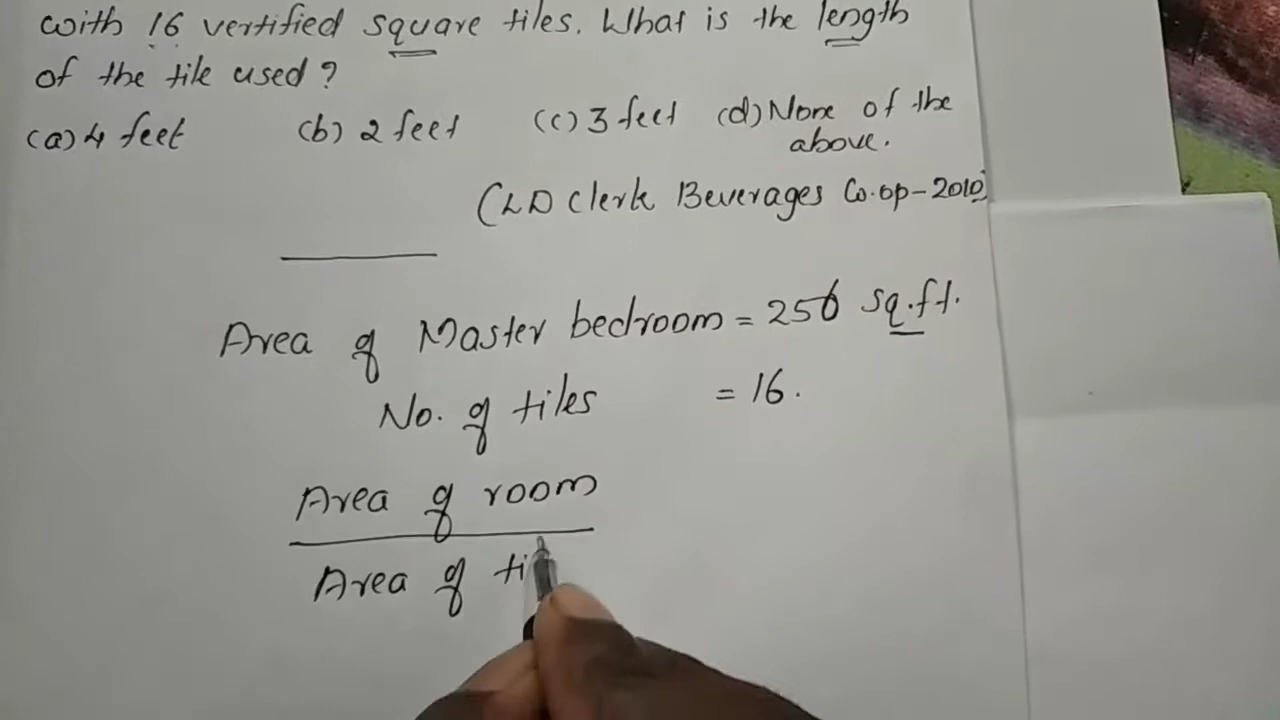 with 16 vertified square tiles. What is the length
of the tile used?
(a) 4 feet (b) 2 feet (c) 3 feet (d) None of the
above.
(LD Clerk Beverages Co.op-2010)
Area of Master bedroom = 256 sq.ft.
No. of tiles = 16.
Area of room
Area of ti